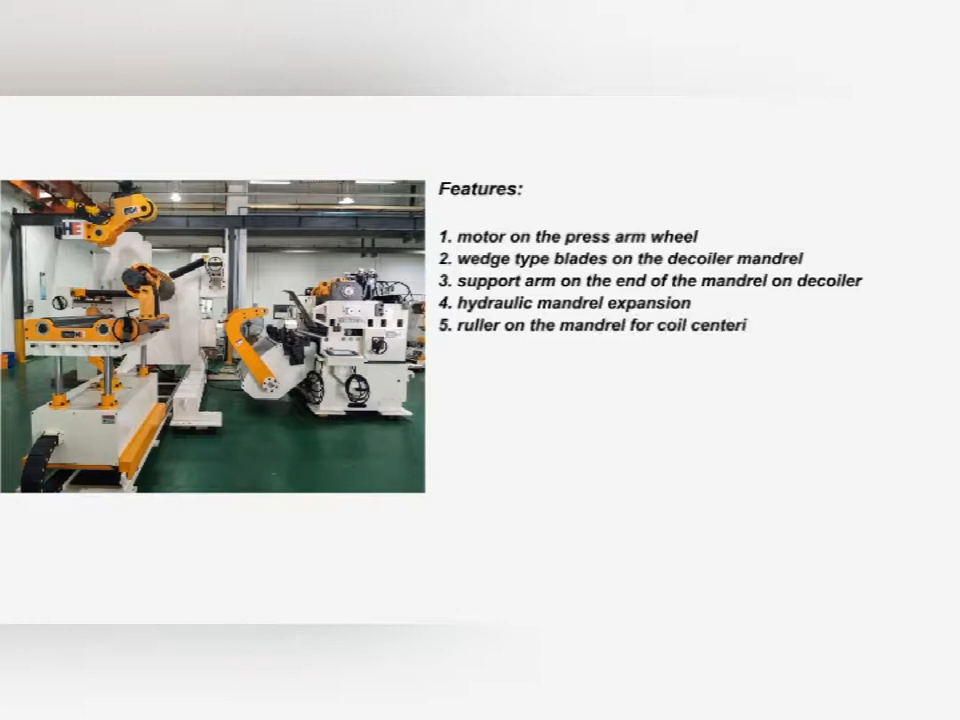 Features:
1. motor on the press arm wheel
2. wedge type blades on the decoiler mandrel
3. support arm on the end of the mandrel on decoiler
4. hydraulic mandrel expansion
5. ruller on the mandrel for coil centeri